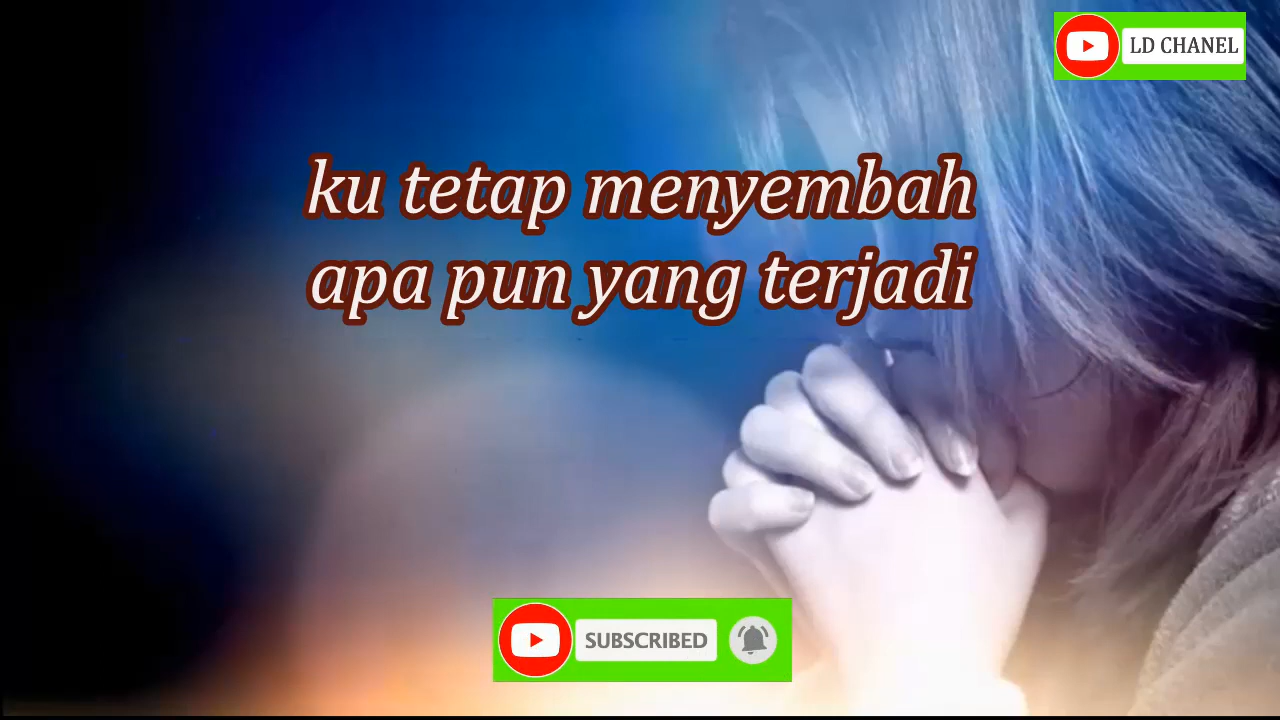 LD CHANEL
ku tetap menyembah
apa pun yang terjadi
SUBSCRIBED